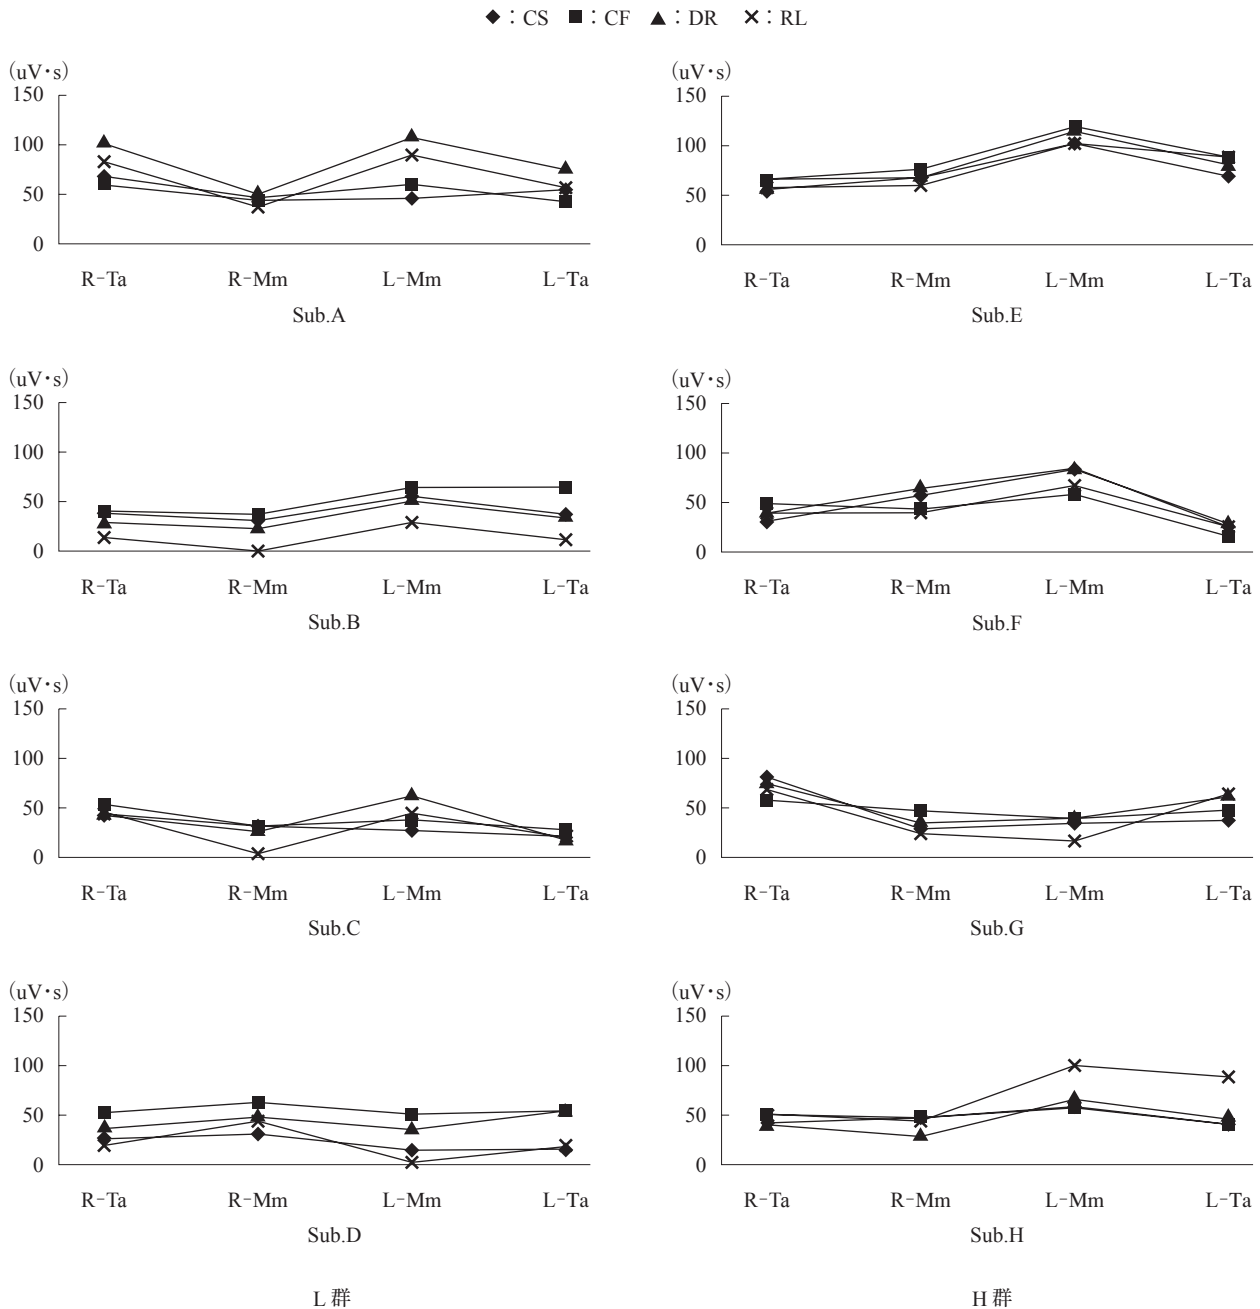 ◆：CS ■：CF ▲：DR ×：RL
(uV・s)
150
100
50
0
R-Ta R-Mm L-Mm L-Ta
Sub.A
(uV・s)
150
100
50
0
R-Ta R-Mm L-Mm L-Ta
Sub.E
(uV・s)
150
100
50
0
R-Ta R-Mm L-Mm L-Ta
Sub.B
(uV・s)
150
100
50
0
R-Ta R-Mm L-Mm L-Ta
Sub.F
(uV・s)
150
100
50
0
R-Ta R-Mm L-Mm L-Ta
Sub.C
(uV・s)
150
100
50
0
R-Ta R-Mm L-Mm L-Ta
Sub.G
(uV・s)
150
100
50
0
R-Ta R-Mm L-Mm L-Ta
Sub.D
(uV・s)
150
100
50
0
R-Ta R-Mm L-Mm L-Ta
Sub.H
L 群
H 群